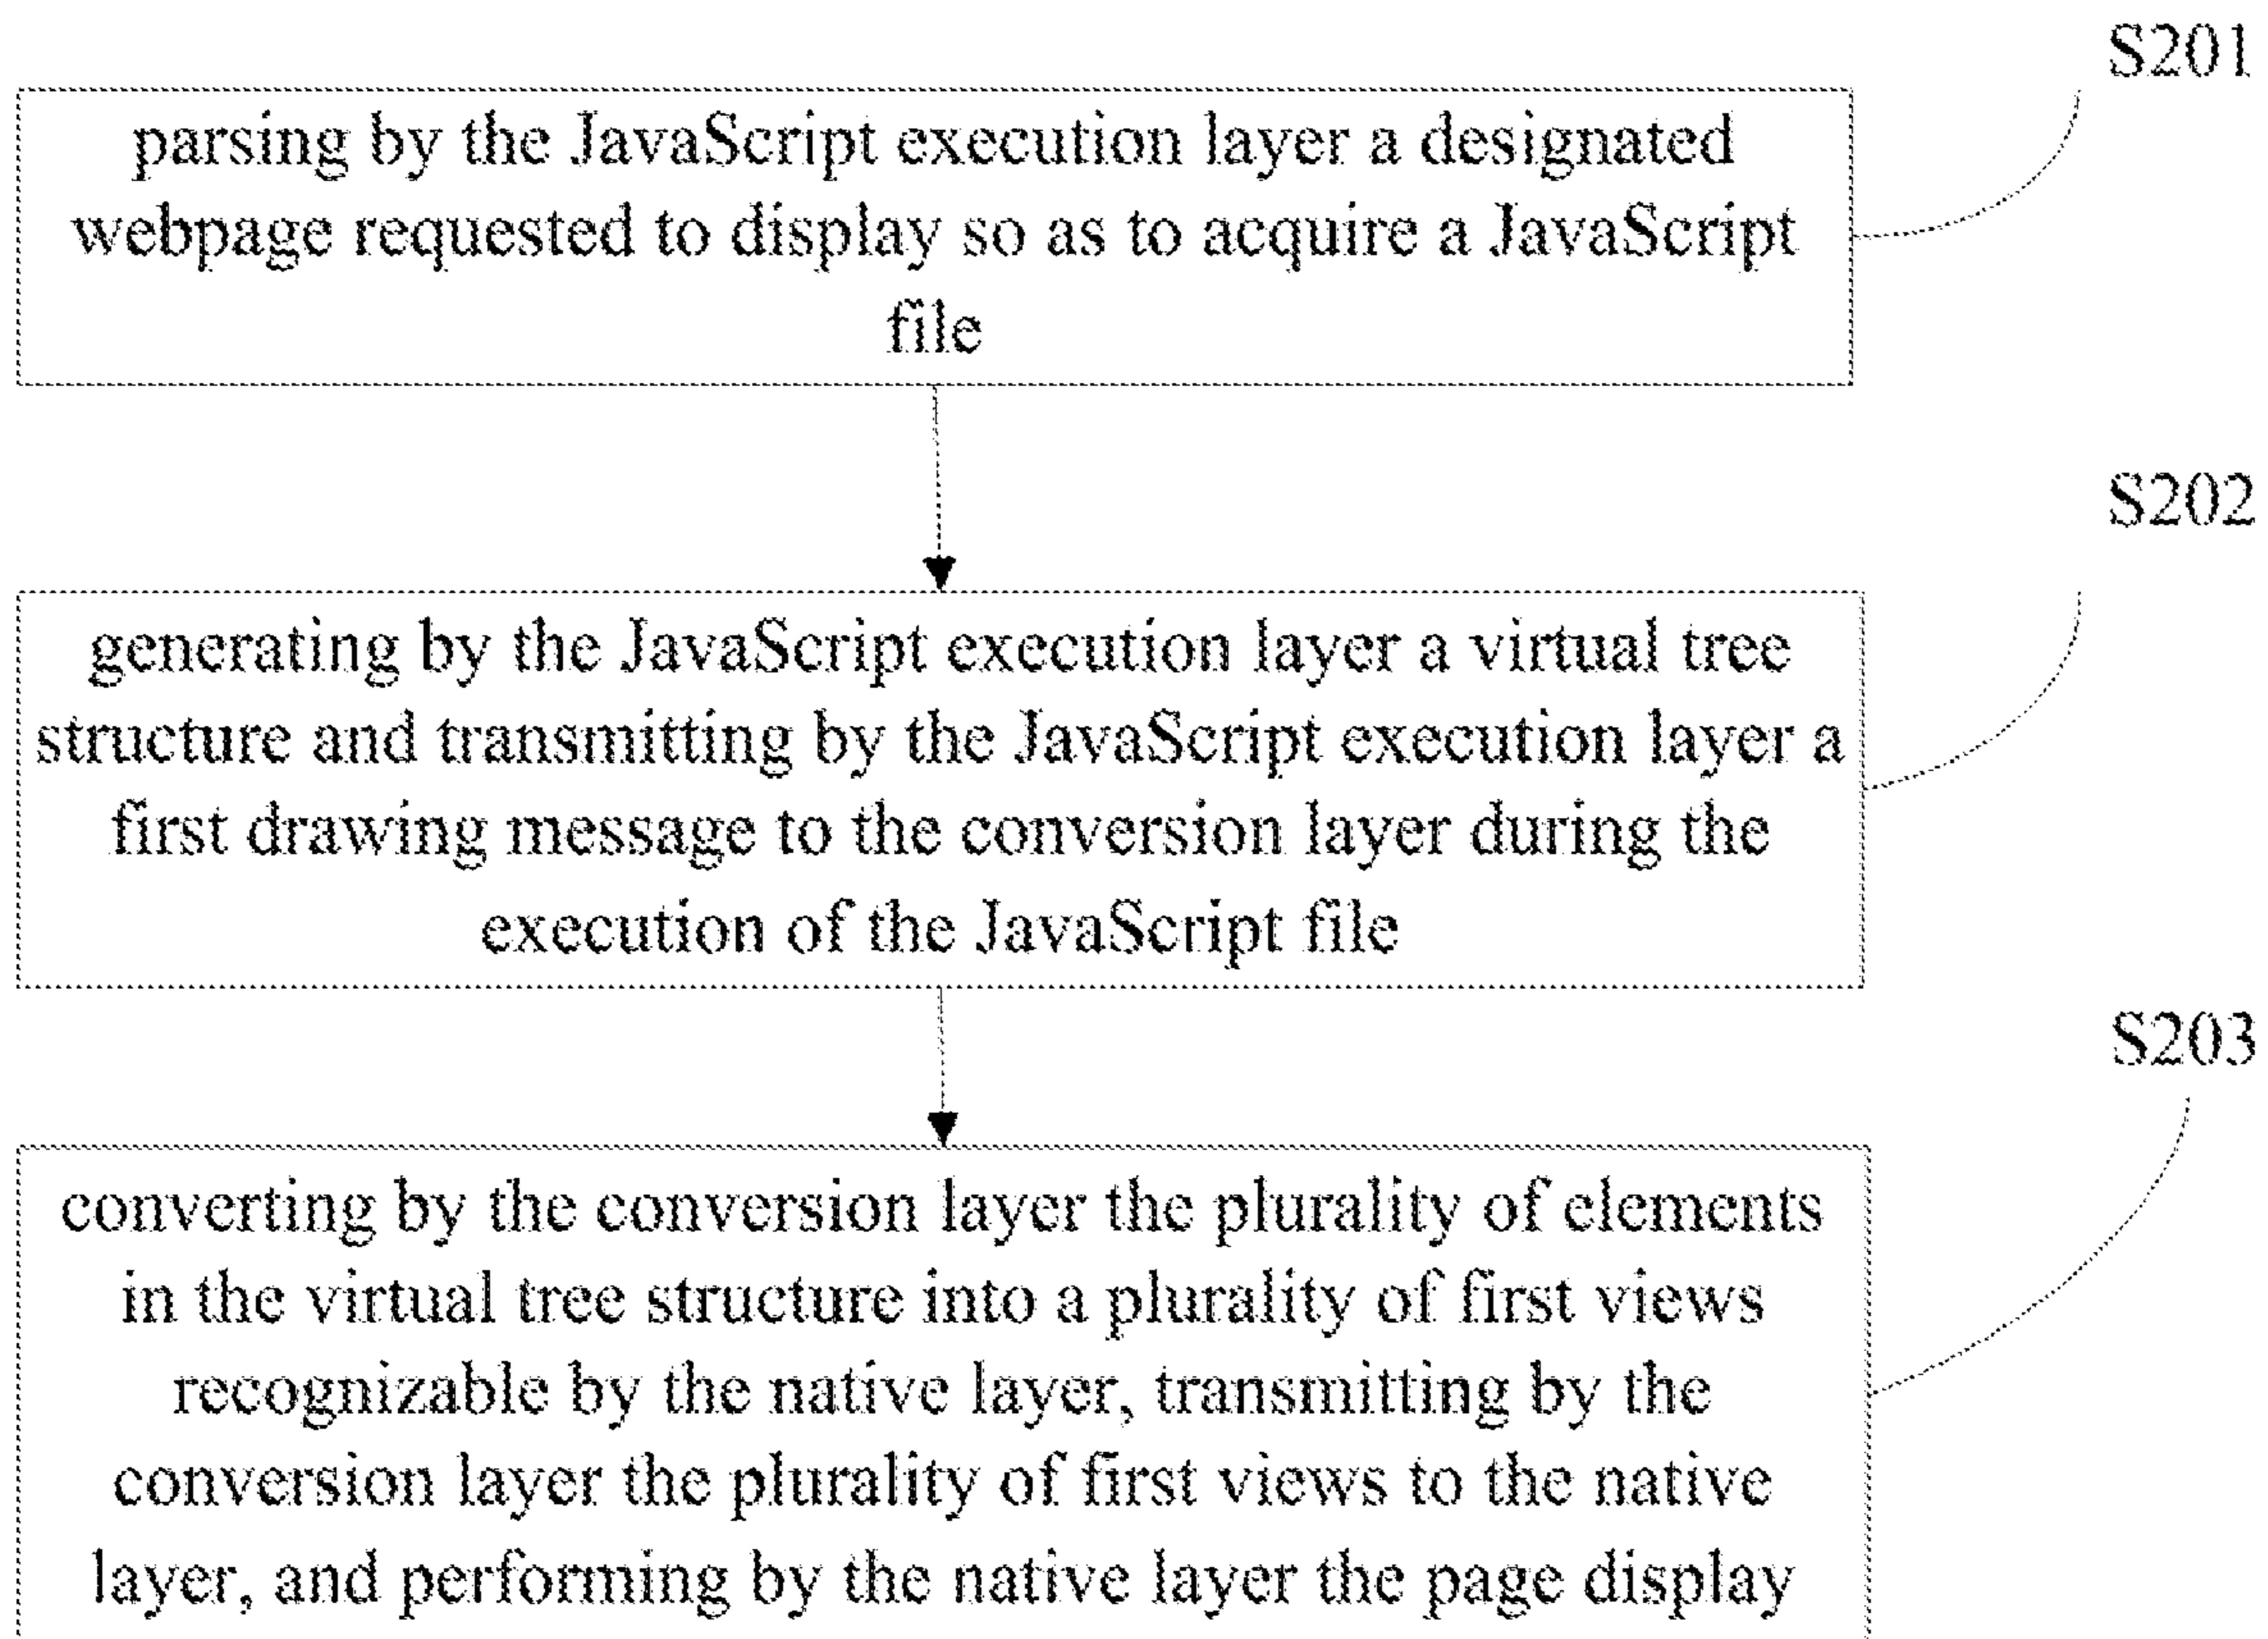 S201
parsing by the JavaScript execution layer a designated
webpage requested to display so as to acquire a JavaScript
file
S202
generating by the JavaScript execution layer a virtual tree
structure and transmitting by the JavaScript execution layer a
first drawing message to the conversion layer during the
execution of the JavaScript file
S203
converting by the conversion layer the plurality of elements
in the virtual tree structure into a plurality of first views
recognizable by the native layer, transmitting by the
conversion layer the plurality of first views to the native
layer, and performing by the native layer the page display